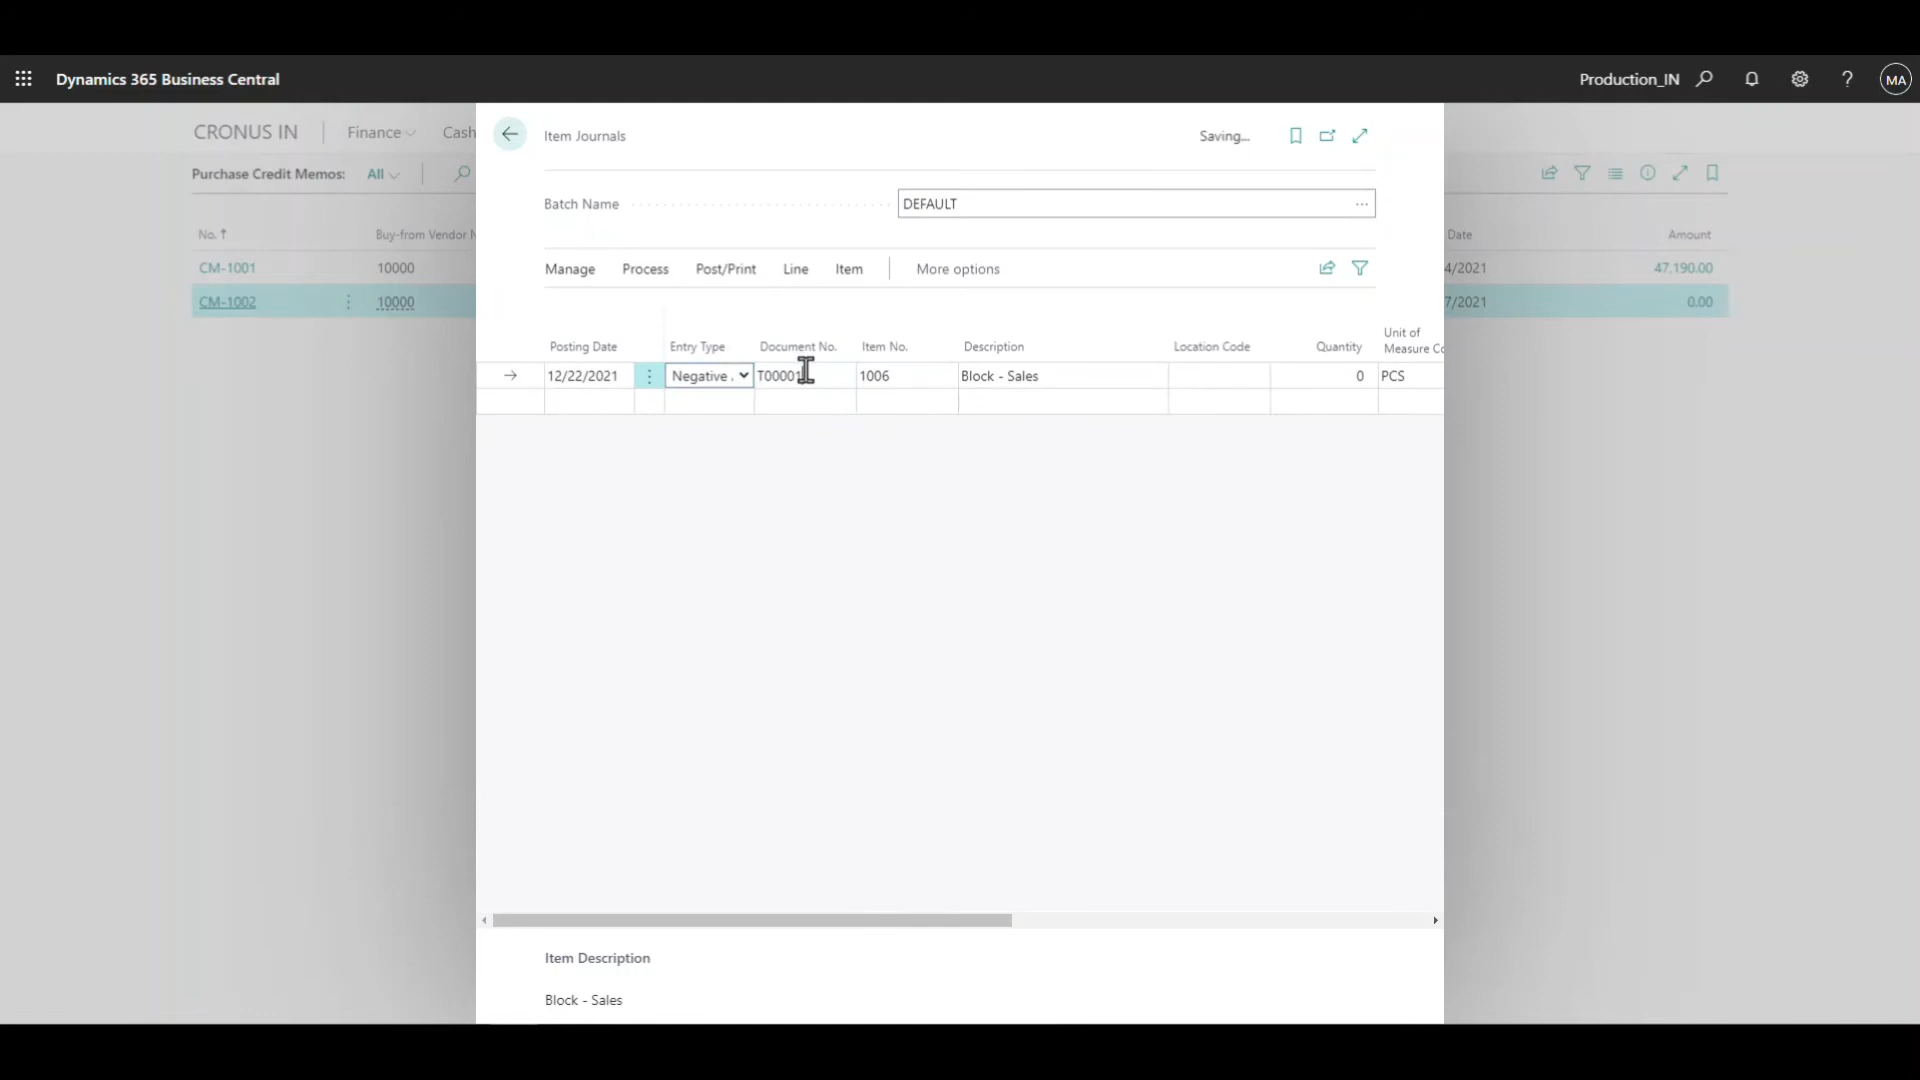 Dynamics 365 Business Central
Production_IN
?
MA
CRONUS IN
Finance
Cash
Purchase Credit Memos:
All
No. ↑
Buy-from Vendor N
CM-1001
10000
CM-1002
10000
Item Journals
Saving...
Batch Name
DEFAULT
Manage
Process
Post/Print
Line
Item
More options
Posting Date
Entry Type
Document No.
Item No.
Description
Location Code
Quantity
Unit of
Measure Co
12/22/2021
Negative .
T00001
1006
Block - Sales
0
PCS
Item Description
Block - Sales
Date
Amount
4/2021
47,190.00
7/2021
0.00